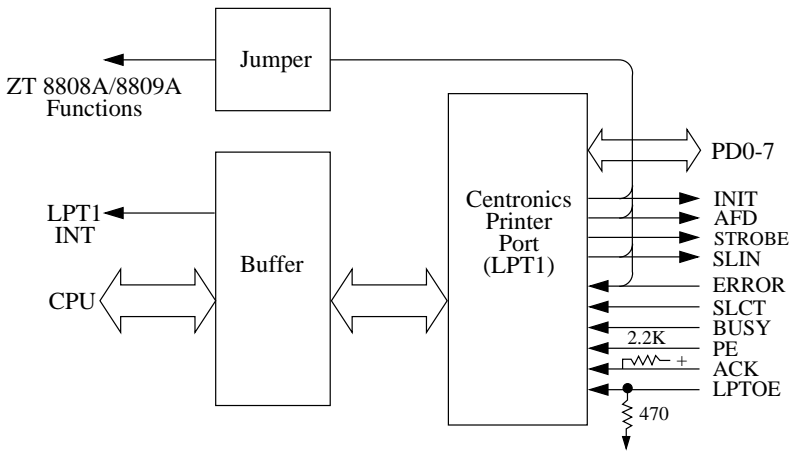 Jumper
ZT 8808A/8809A
Functions
PD0-7
Centronics
Printer
Port
(LPT1)
INIT
AFD
STROBE
SLIN
LPT1
INT
Buffer
CPU
ERROR
SLCT
BUSY
2.2K
PE
+
ACK
LPTOE
470